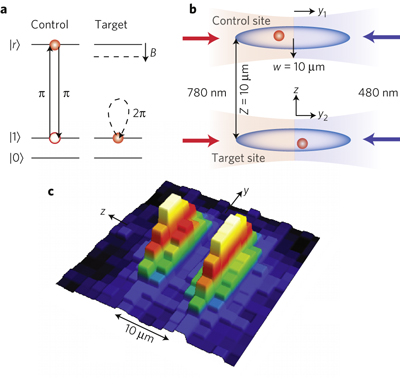 a
Control
Target
|r⟩
B
π
π
2π
|1⟩
|0⟩
b
Control site
y₁
w = 10 μm
780 nm
Z = 10 μm
480 nm
z
y₂
Target site
c
z
y
10 μm